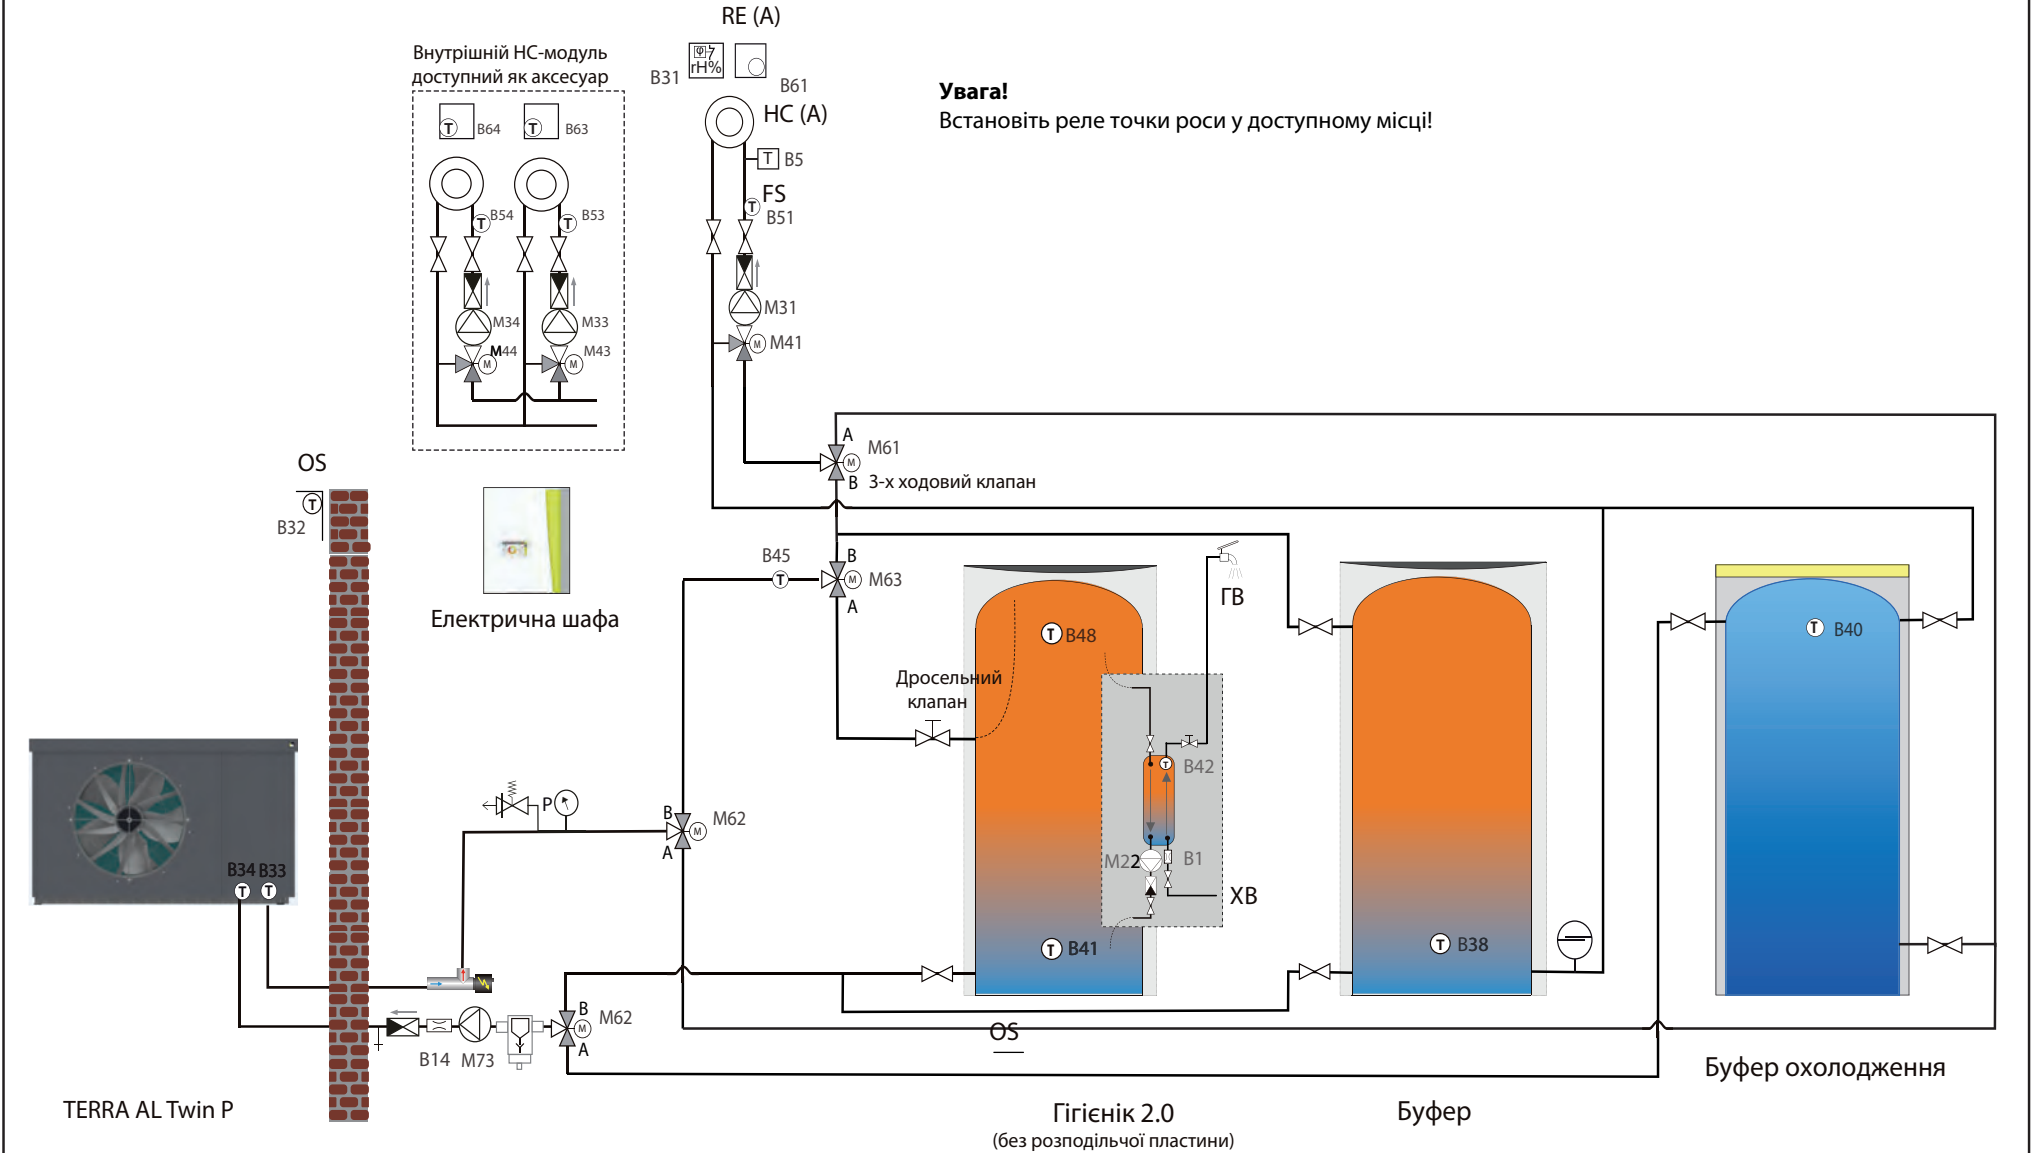 RE (A)
Внутрішній НС-модуль
доступний як аксесуар
B31
rH%
B61
HC (A)
Увага!
Встановіть реле точки роси у доступному місці!
T B64
T B63
T B5
FS
T
B51
T B54
T B53
M31
M34
M33
M M41
M44
M
M43
M
A
M61
M
B 3-х ходовий клапан
OS
T
B32
B45
T
B
M M63
A
Електрична шафа
ГВ
T B48
T B40
Дросельний
клапан
B42
T
P
B
M62
M
A
B34 B33
T T
M22
B1
ХВ
T B41
T B38
B
M62
M
A
B14 M73
OS
TERRA AL Twin P
Гігієнік 2.0
(без розподільчої пластини)
Буфер
Буфер охолодження